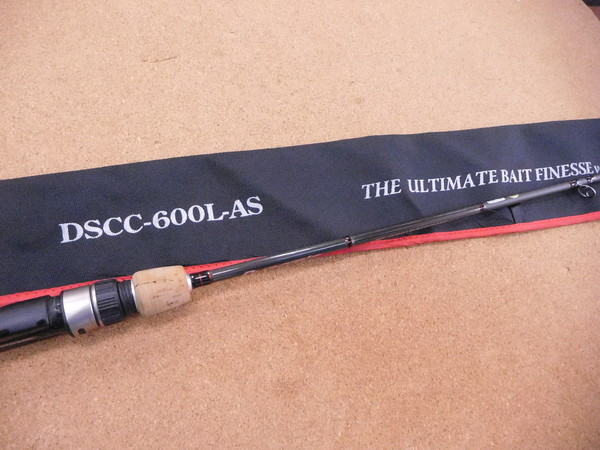 DSCC-600L-AS
THE ULTIMATE BAIT FINESSE